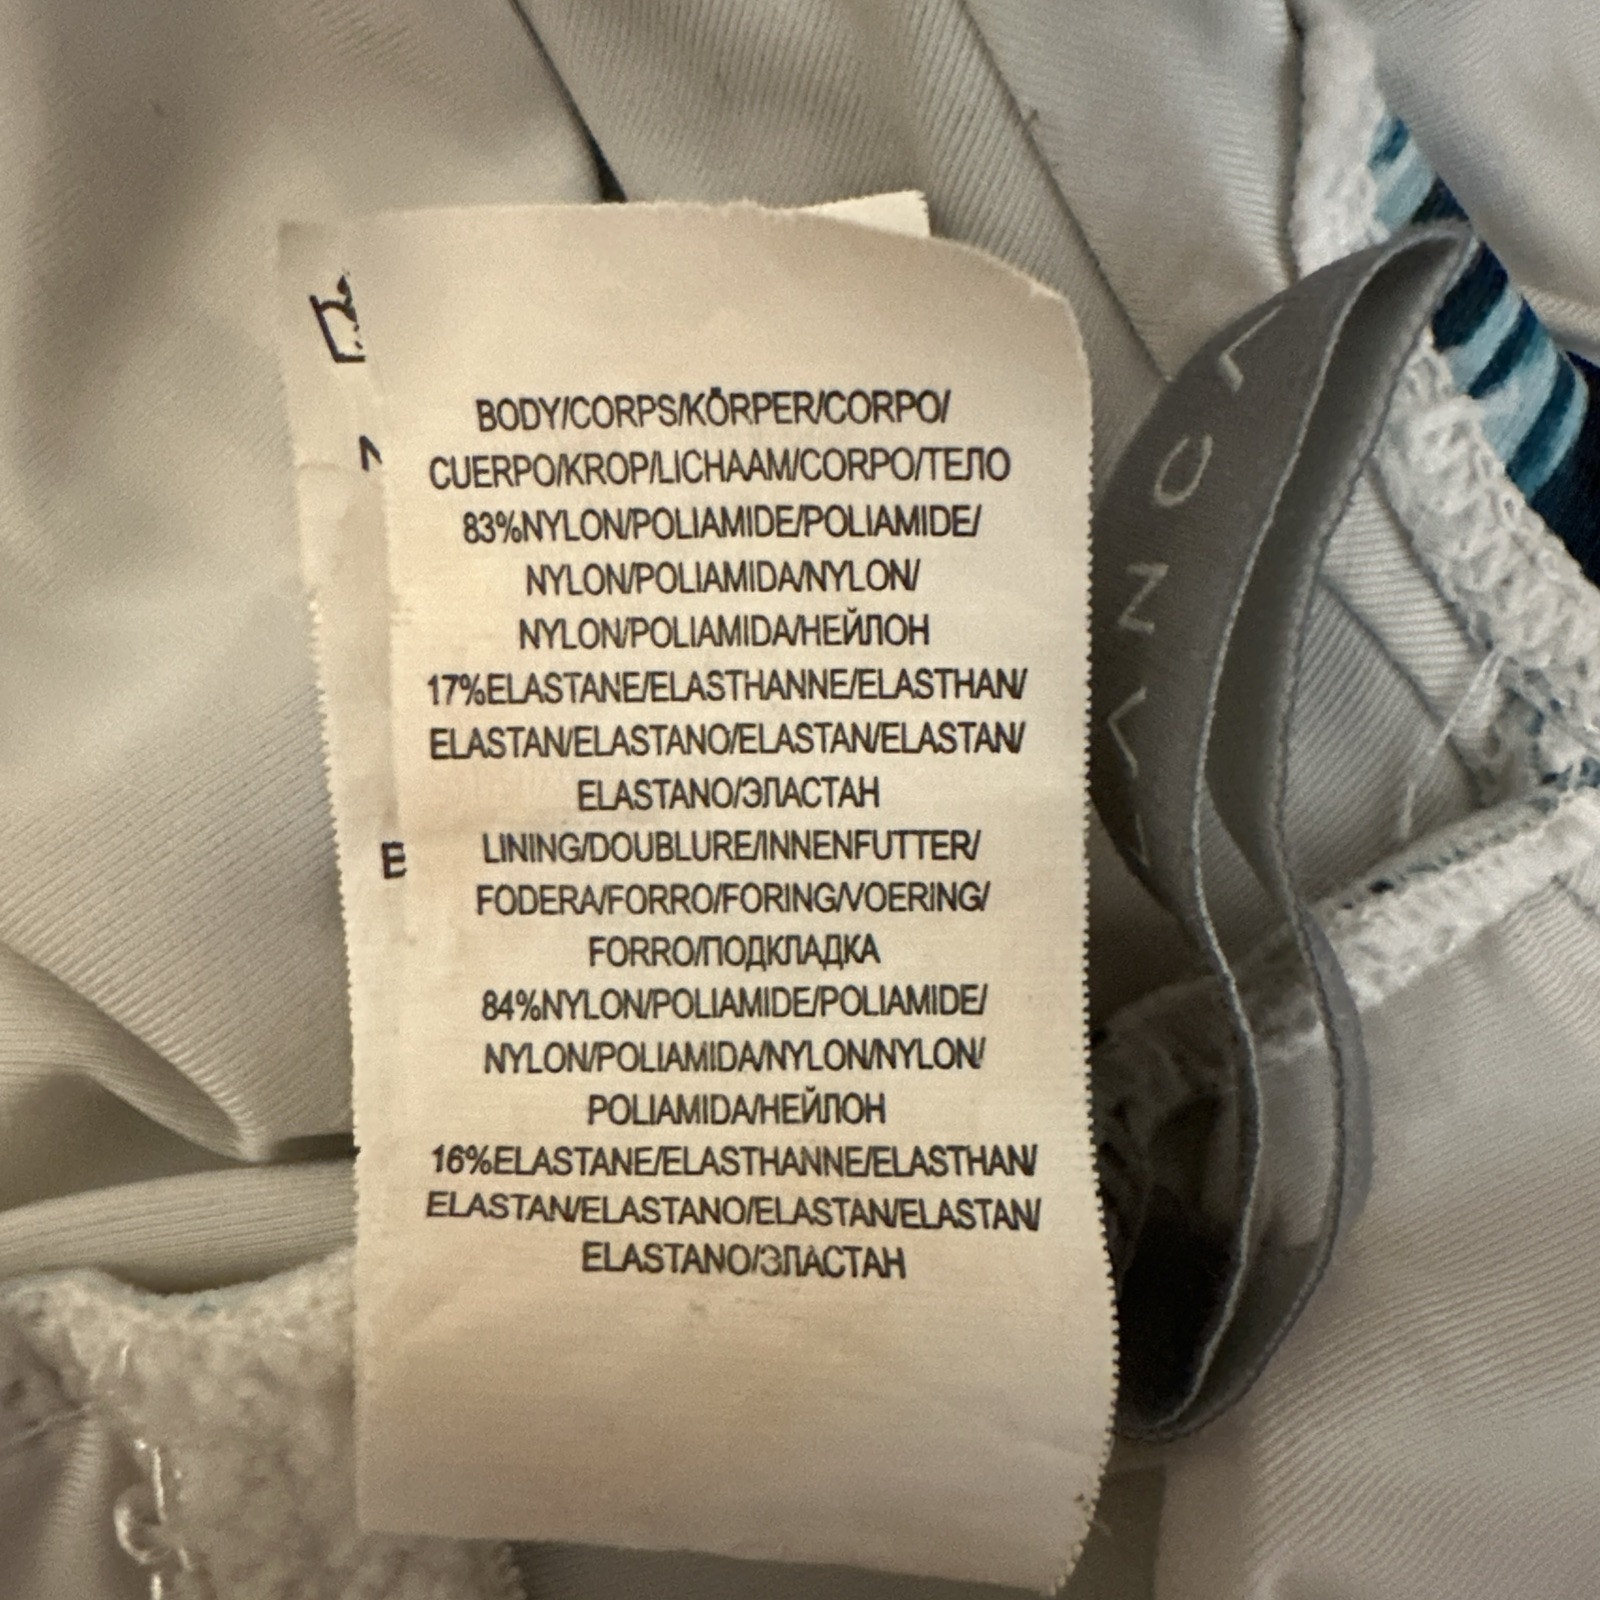 BODY/CORPS/KÖRPER/CORPO/
CUERPO/KROP/LICHAAM/CORPO/ТЕЛО
83%NYLON/POLIAMIDE/POLIAMIDE/
NYLON/POLIAMIDA/NYLON/
NYLON/POLIAMIDA/НЕЙЛОН
17%ELASTANE/ELASTHANNE/ELASTHAN/
ELASTAN/ELASTANO/ELASTAN/ELASTAN/
ELASTANO/ЭЛАСТАН
LINING/DOUBLURE/INNENFUTTER/
FODERA/FORRO/FORING/VOERING/
FORRO/ПОДКЛАДКА
84%NYLON/POLIAMIDE/POLIAMIDE/
NYLON/POLIAMIDA/NYLON/NYLON/
POLIAMIDA/НЕЙЛОН
16%ELASTANE/ELASTHANNE/ELASTHAN/
ELASTAN/ELASTANO/ELASTAN/ELASTAN/
ELASTANO/ЭЛАСТАН